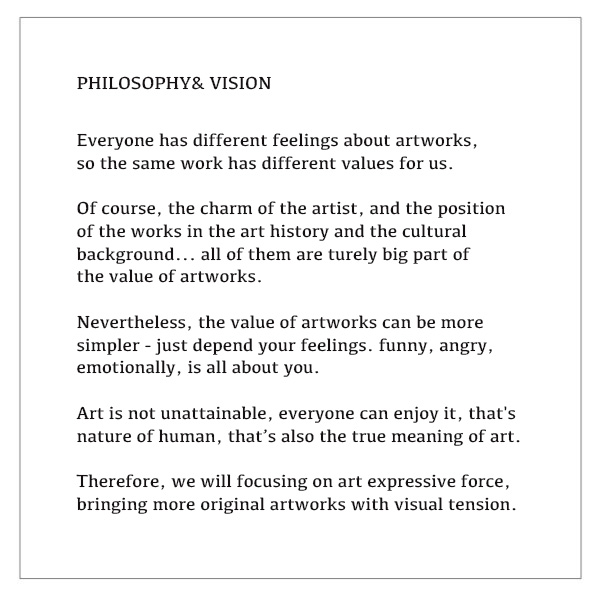 PHILOSOPHY& VISION
Everyone has different feelings about artworks,
so the same work has different values for us.
Of course, the charm of the artist, and the position
of the works in the art history and the cultural
background... all of them are turely big part of
the value of artworks.
Nevertheless, the value of artworks can be more
simpler - just depend your feelings. funny, angry,
emotionally, is all about you.
Art is not unattainable, everyone can enjoy it, that's
nature of human, that’s also the true meaning of art.
Therefore, we will focusing on art expressive force,
bringing more original artworks with visual tension.